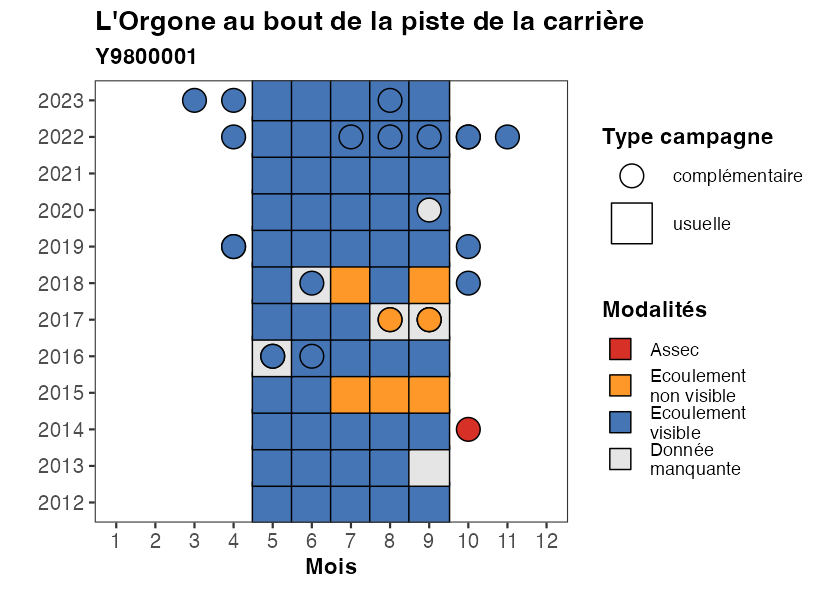 L'Orgone au bout de la piste de la carrière
Y9800001
2023
2022
2021
2020
2019
2018
2017
2016
2015
2014
2013
2012
1 2 3 4 5 6 7 8 9 10 11 12
Mois
Type campagne
complémentaire
usuelle
Modalités
Assec
Ecoulement
non visible
Ecoulement
visible
Donnée
manquante